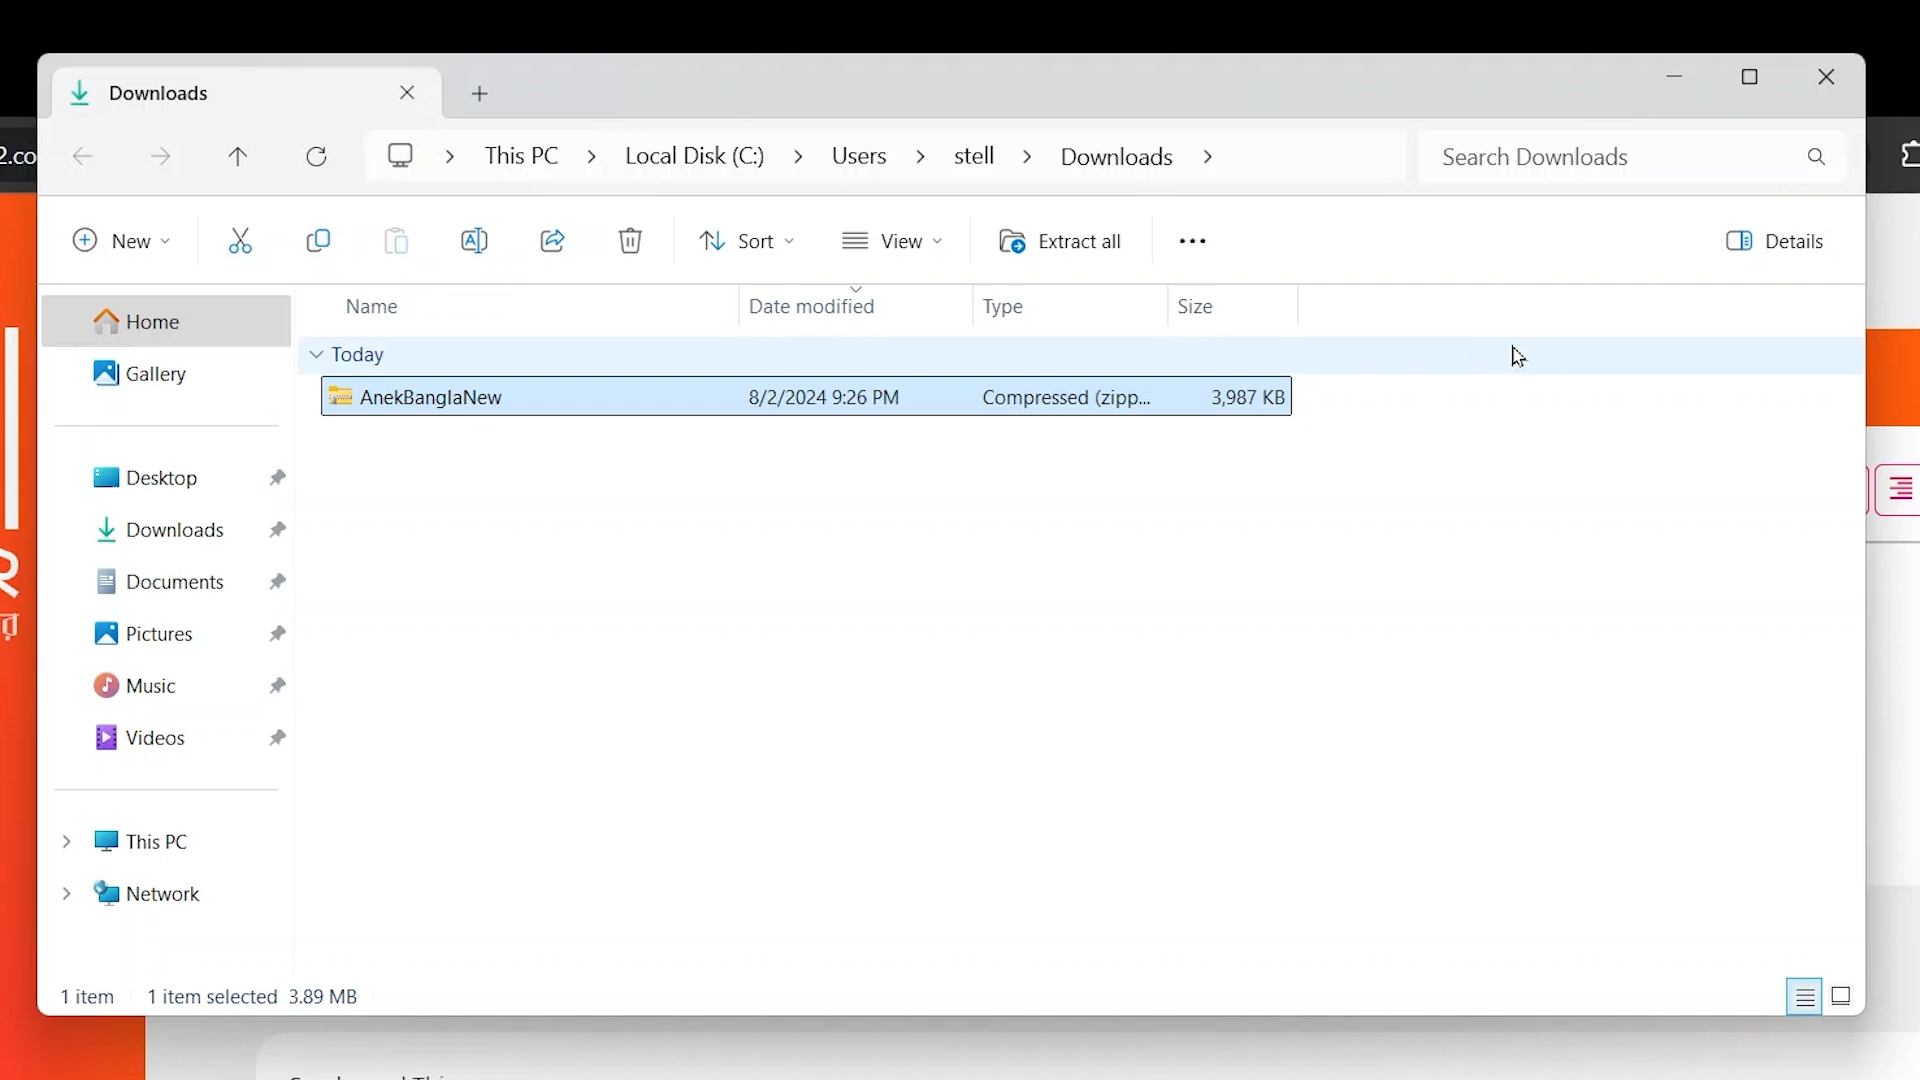 Downloads
2.co
This PC
Local Disk (C:)
Users
stell
Downloads
Search Downloads
New
Sort
View
Extract all
Details
Name
Date modified
Type
Size
Home
Gallery
Desktop
Downloads
Documents
Pictures
Music
Videos
This PC
Network
Today
AnekBanglaNew 8/2/2024 9:26 PM Compressed (zipp... 3,987 KB
1 item 1 item selected 3.89 MB